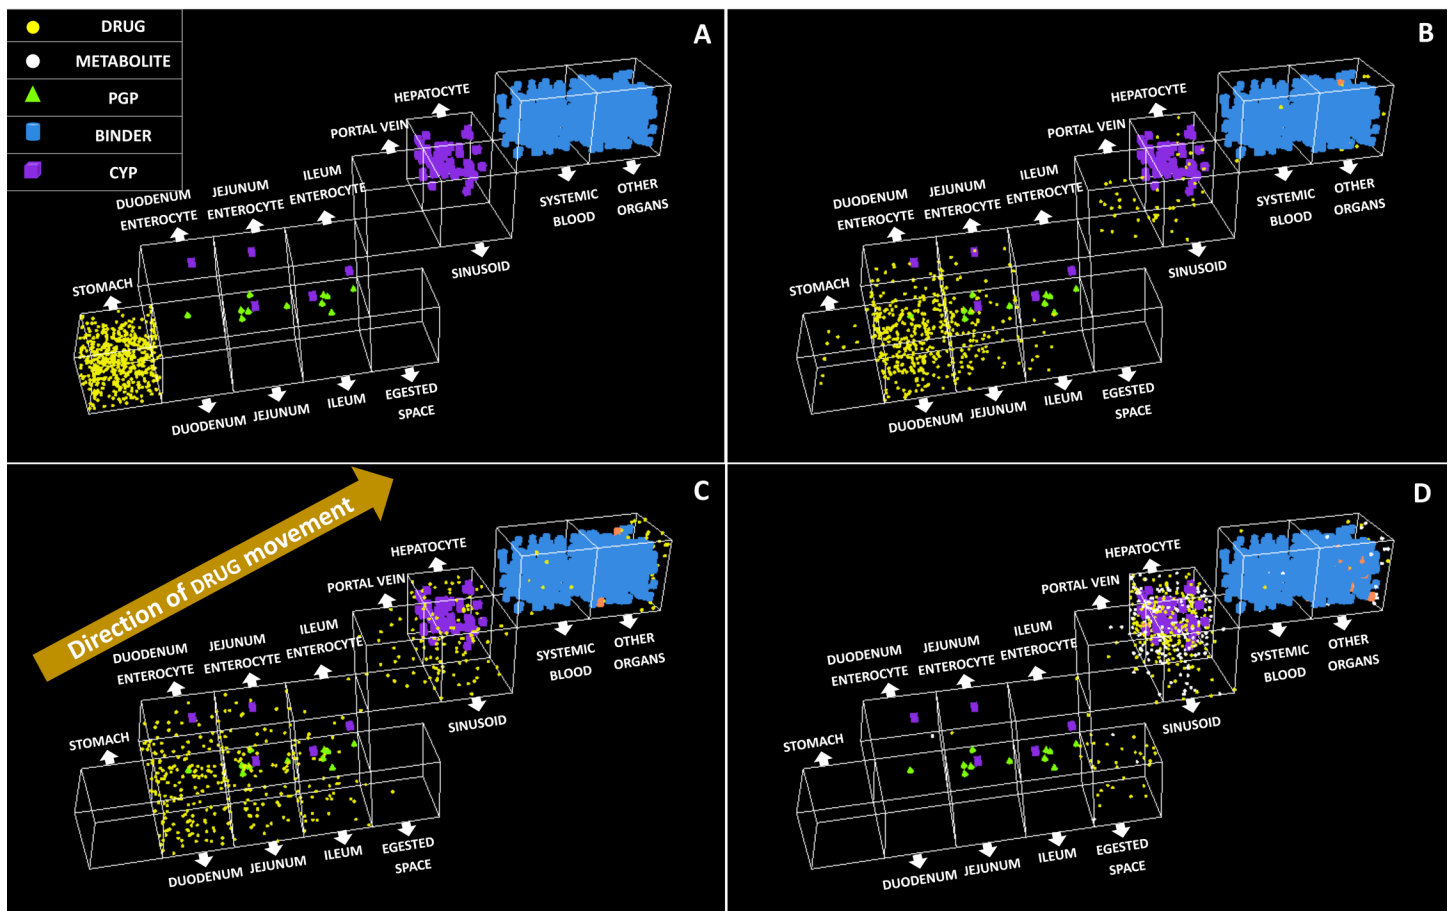 DRUG
METABOLITE
PGP
BINDER
CYP
A
HEPATOCYTE
PORTAL VEIN
ILEUM
ENTEROCYTE
JEJUNUM
ENTEROCYTE
DUODENUM
ENTEROCYTE
STOMACH
SYSTEMIC
BLOOD
OTHER
ORGANS
SINUSOID
DUODENUM
JEJUNUM
ILEUM
EGESTED
SPACE
B
HEPATOCYTE
PORTAL VEIN
ILEUM
ENTEROCYTE
JEJUNUM
ENTEROCYTE
DUODENUM
ENTEROCYTE
STOMACH
SYSTEMIC
BLOOD
OTHER
ORGANS
SINUSOID
DUODENUM
JEJUNUM
ILEUM
EGESTED
SPACE
C
Direction of DRUG movement
HEPATOCYTE
PORTAL VEIN
ILEUM
ENTEROCYTE
JEJUNUM
ENTEROCYTE
DUODENUM
ENTEROCYTE
STOMACH
SYSTEMIC
BLOOD
OTHER
ORGANS
SINUSOID
DUODENUM
JEJUNUM
ILEUM
EGESTED
SPACE
D
HEPATOCYTE
PORTAL VEIN
ILEUM
ENTEROCYTE
JEJUNUM
ENTEROCYTE
DUODENUM
ENTEROCYTE
STOMACH
SYSTEMIC
BLOOD
OTHER
ORGANS
SINUSOID
DUODENUM
JEJUNUM
ILEUM
EGESTED
SPACE